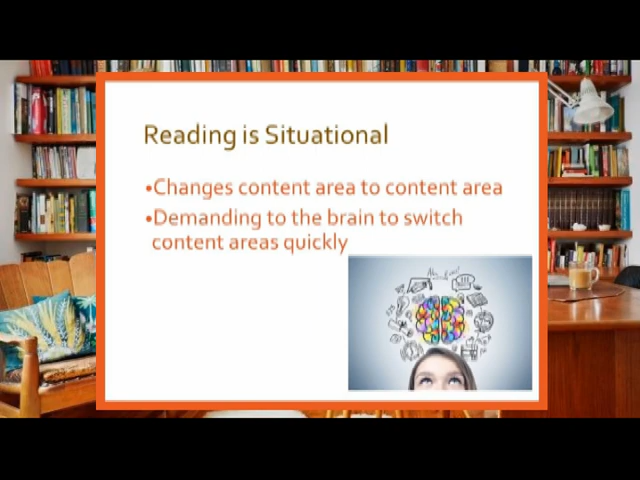 Reading is Situational
•Changes content area to content area
•Demanding to the brain to switch
content areas quickly